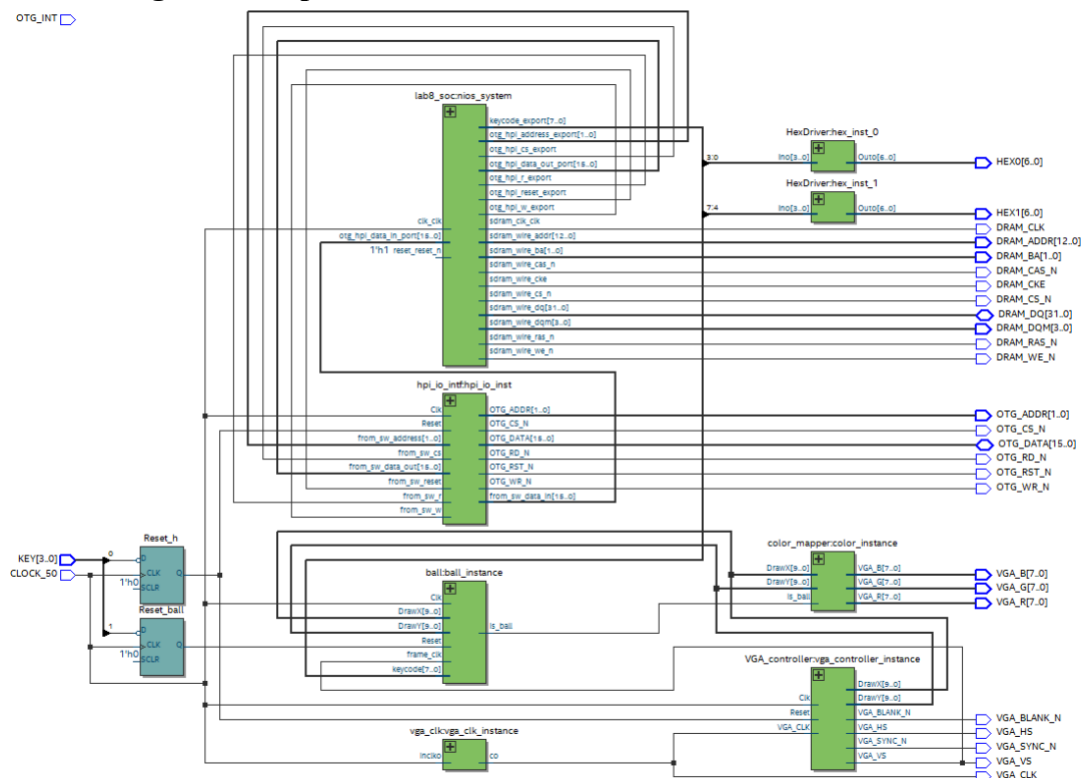 OTG_INT
lab8_soc:nios_system
keycode_export[7..0]
otg_hpi_address_export[1..0]
otg_hpi_cs_export
otg_hpi_data_out_port[15..0]
otg_hpi_r_export
otg_hpi_reset_export
otg_hpi_w_export
clk_clk
sdram_clk_clk
otg_hpi_data_in_port[15..0]
sdram_wire_addr[12..0]
1'h1 reset_reset_n
sdram_wire_ba[1..0]
sdram_wire_cas_n
sdram_wire_cke
sdram_wire_cs_n
sdram_wire_dq[31..0]
sdram_wire_dqm[3..0]
sdram_wire_ras_n
sdram_wire_we_n
HexDriver:hex_inst_0
3:0
In0[3..0] Out0[6..0]
HEX0[6..0]
HexDriver:hex_inst_1
7:4
In0[3..0] Out0[6..0]
HEX1[6..0]
DRAM_CLK
DRAM_ADDR[12..0]
DRAM_BA[1..0]
DRAM_CAS_N
DRAM_CKE
DRAM_CS_N
DRAM_DQ[31..0]
DRAM_DQM[3..0]
DRAM_RAS_N
DRAM_WE_N
hpi_io_intf:hpi_io_inst
Clk OTG_ADDR[1..0]
Reset OTG_CS_N
from_sw_address[1..0] OTG_DATA[15..0]
from_sw_cs OTG_RD_N
from_sw_data_out[15..0] OTG_RST_N
from_sw_reset OTG_WR_N
from_sw_r from_sw_data_in[15..0]
from_sw_w
OTG_ADDR[1..0]
OTG_CS_N
OTG_DATA[15..0]
OTG_RD_N
OTG_RST_N
OTG_WR_N
Reset_h
KEY[3..0]
0
D
CLOCK_50
CLK Q
1'h0 SCLR
Reset_ball
1
D
CLK Q
1'h0 SCLR
ball:ball_instance
Clk
DrawX[9..0]
DrawY[9..0] is_ball
Reset
frame_clk
keycode[7..0]
color_mapper:color_instance
DrawX[9..0] VGA_B[7..0]
DrawY[9..0] VGA_G[7..0]
is_ball VGA_R[7..0]
VGA_B[7..0]
VGA_G[7..0]
VGA_R[7..0]
VGA_controller:vga_controller_instance
DrawX[9..0]
Clk DrawY[9..0]
Reset VGA_BLANK_N
VGA_CLK VGA_HS
VGA_SYNC_N
VGA_VS
vga_clk:vga_clk_instance
inclk0 c0
VGA_BLANK_N
VGA_HS
VGA_SYNC_N
VGA_VS
VGA_CLK